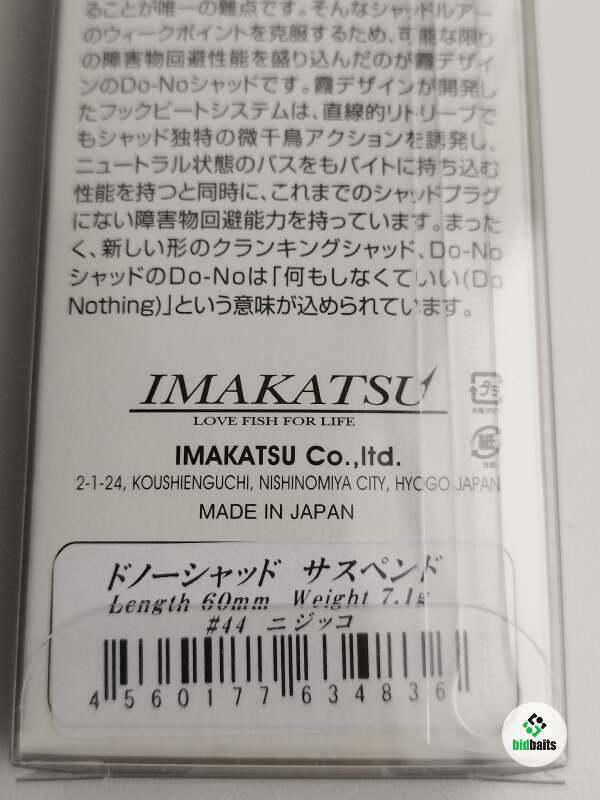 ることが唯一の難点です。そんなシャッドルアー
のウィークポイントを克服するため、可能な限り
の障害物回避性能を盛り込んだのが霞デザイ
ンのDo-Noシャッドです。霞デザインが開発し
たフックビートシステムは、直線的リトリーブで
もシャッド独特の微千鳥アクションを誘発し、
ニュートラル状態のバスをもバイトに持ち込む
性能を持つと同時に、これまでのシャッドプラグ
にない障害物回避能力を持っています。まった
く、新しい形のクランキングシャッド、Do-No
シャッドのDo-Noは「何もしなくていい(Do
Nothing)」という意味が込められています。
IMAKATSU
LOVE FISH FOR LIFE
プラ
紙
IMAKATSU Co.,ltd.
2-1-24, KOUSHIENGUCHI, NISHINOMIYA CITY, HYOGO JAPAN
MADE IN JAPAN
ドノーシャッド サスペンド
Length 60mm Weight 7.1g
#44 ニジッコ
4560177634836
bidbaits